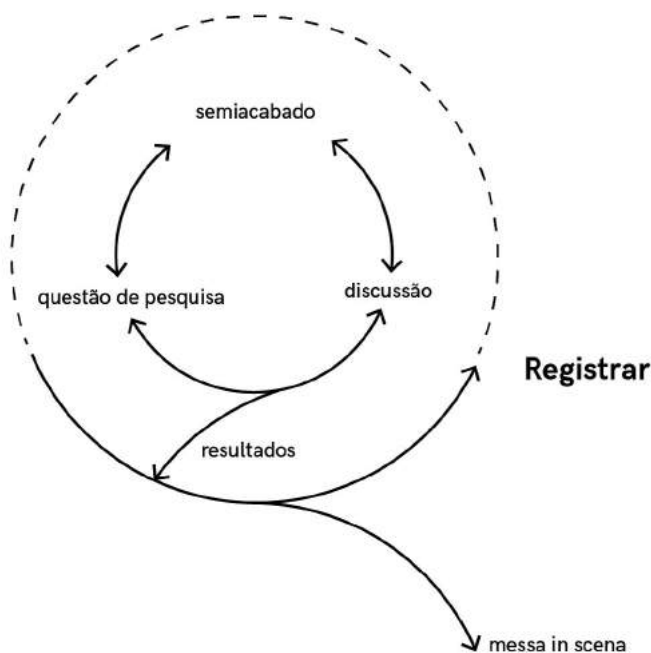 semiacabado
questão de pesquisa
discussão
Registrar
resultados
messa in scena